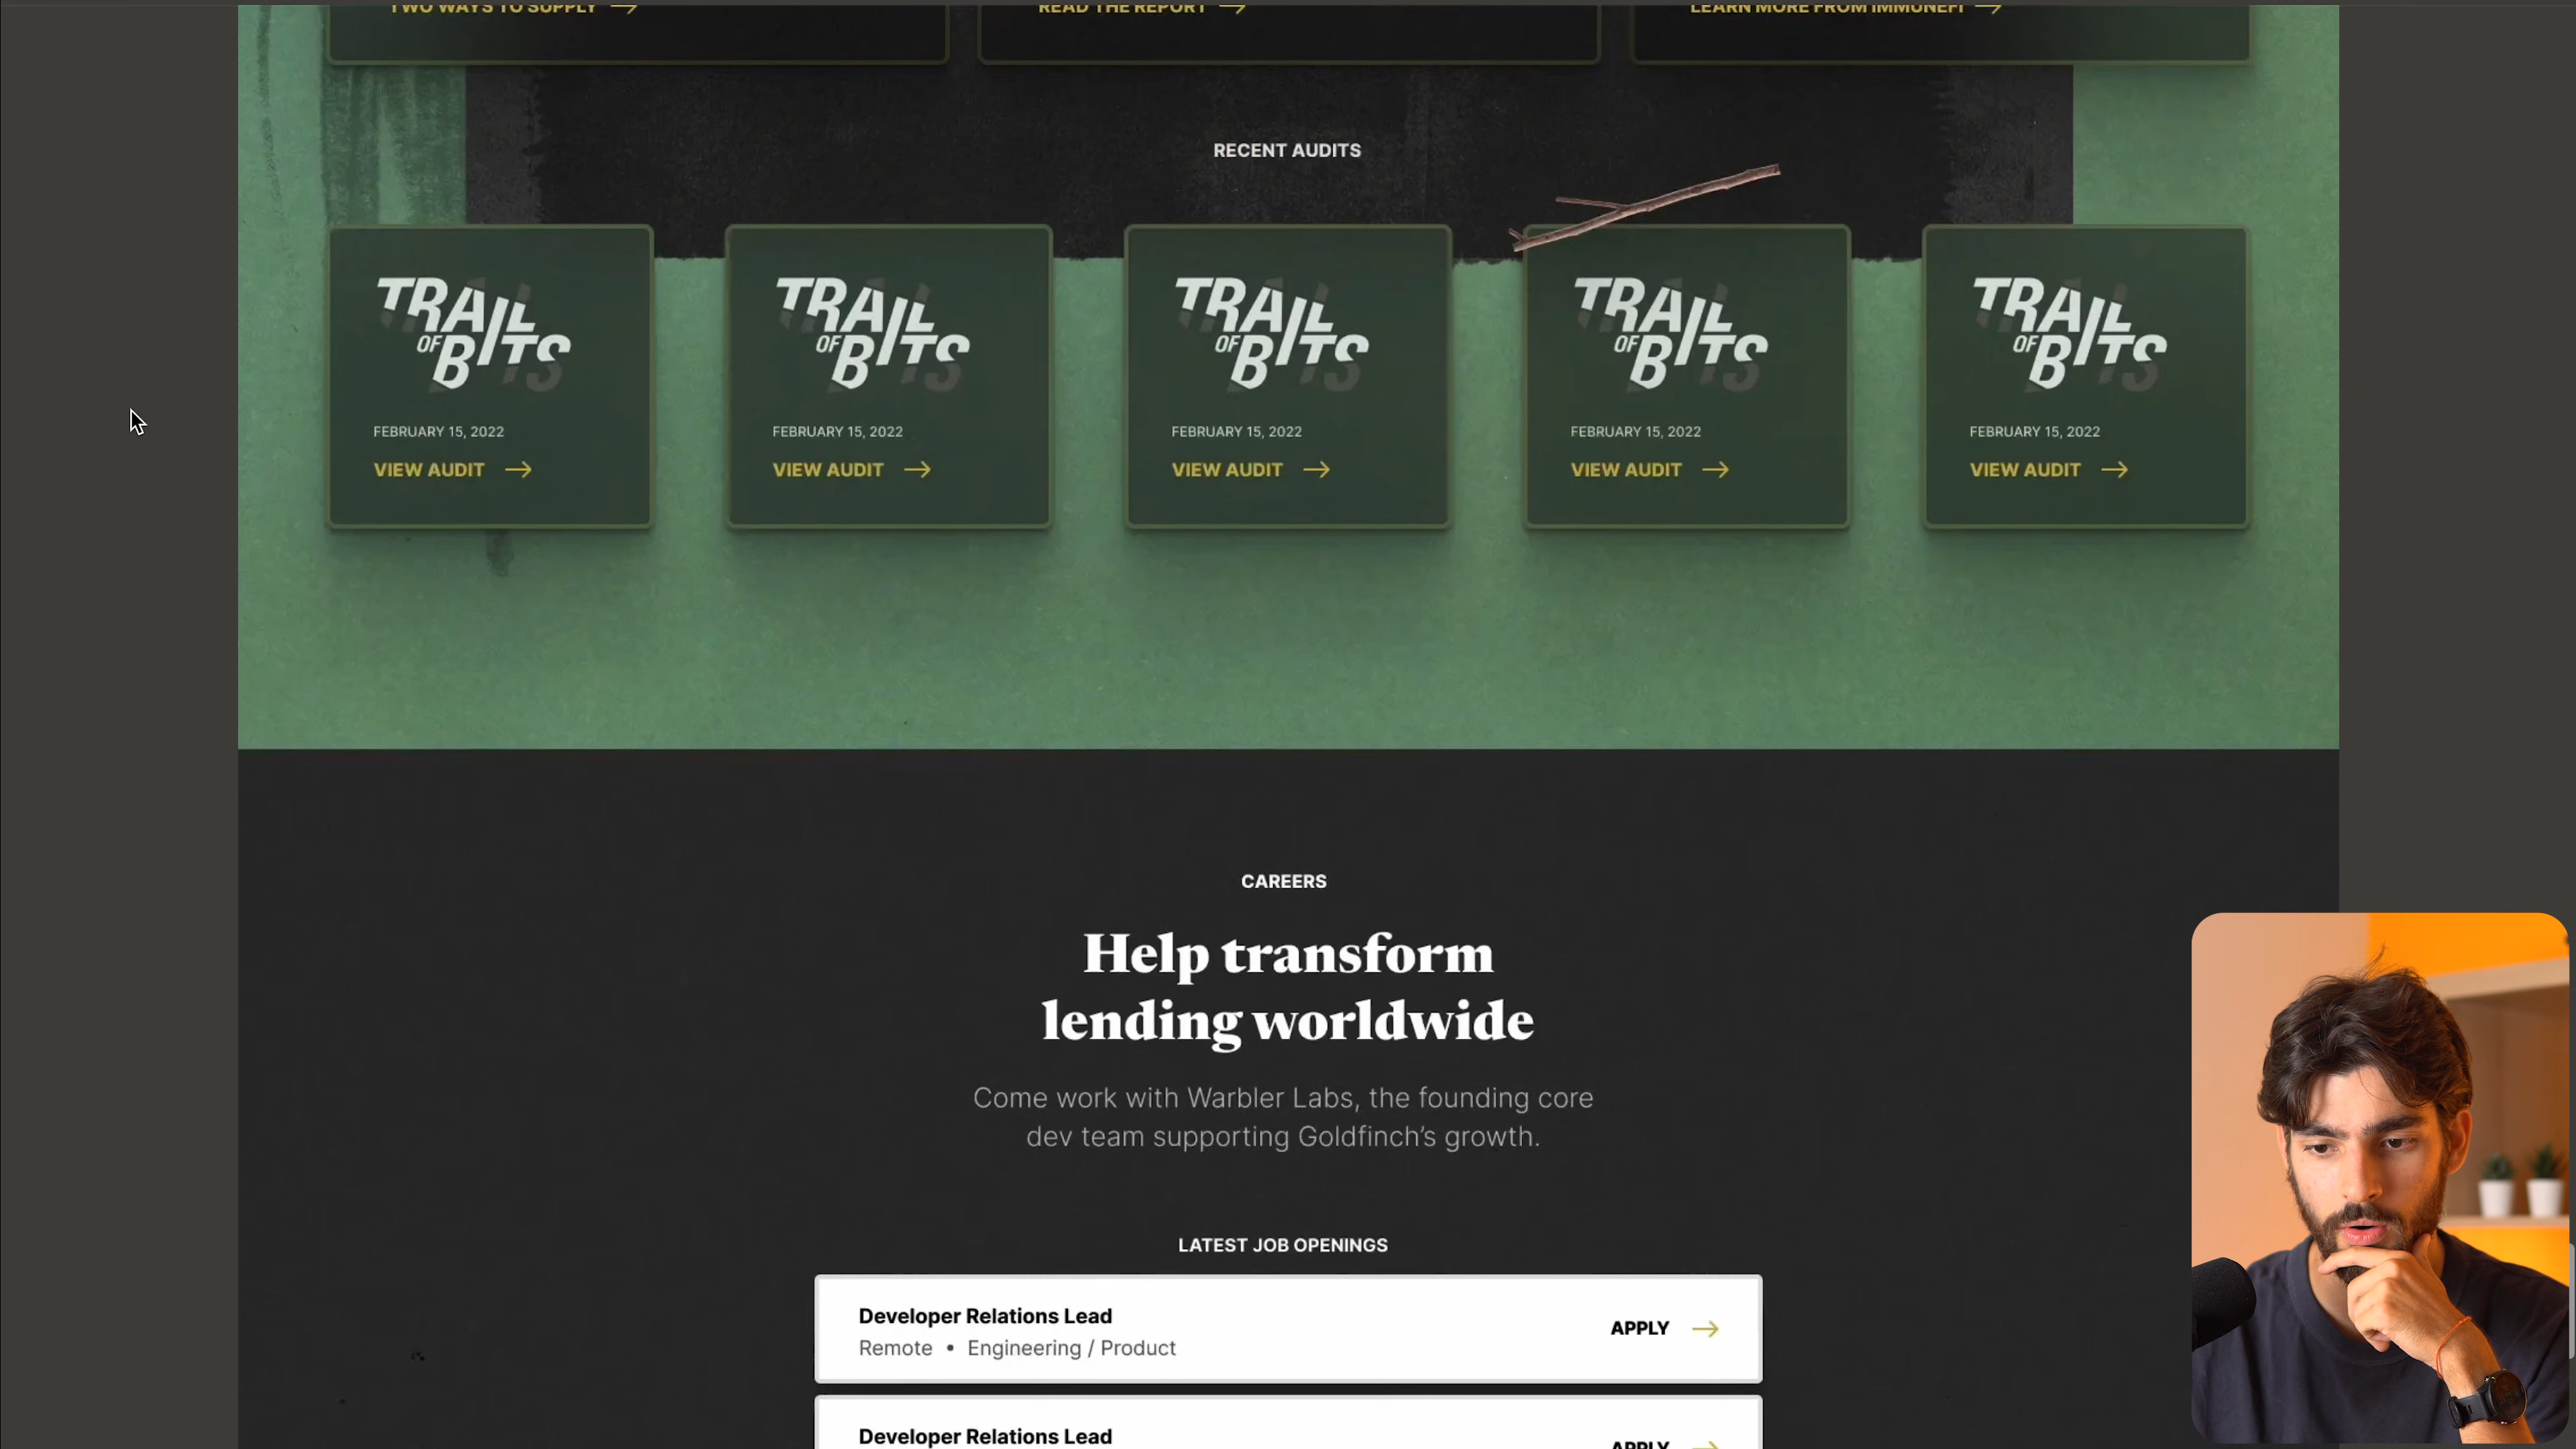 TWO WAYS TO SUPPLY
READ THE REPORT
LEARN MORE FROM IMMUNEFI
RECENT AUDITS
TRAIL OF BITS
FEBRUARY 15, 2022
VIEW AUDIT
TRAIL OF BITS
FEBRUARY 15, 2022
VIEW AUDIT
TRAIL OF BITS
FEBRUARY 15, 2022
VIEW AUDIT
TRAIL OF BITS
FEBRUARY 15, 2022
VIEW AUDIT
TRAIL OF BITS
FEBRUARY 15, 2022
VIEW AUDIT
CAREERS
Help transform
lending worldwide
Come work with Warbler Labs, the founding core
dev team supporting Goldfinch's growth.
LATEST JOB OPENINGS
Developer Relations Lead
Remote • Engineering / Product
APPLY
Developer Relations Lead
APPLY